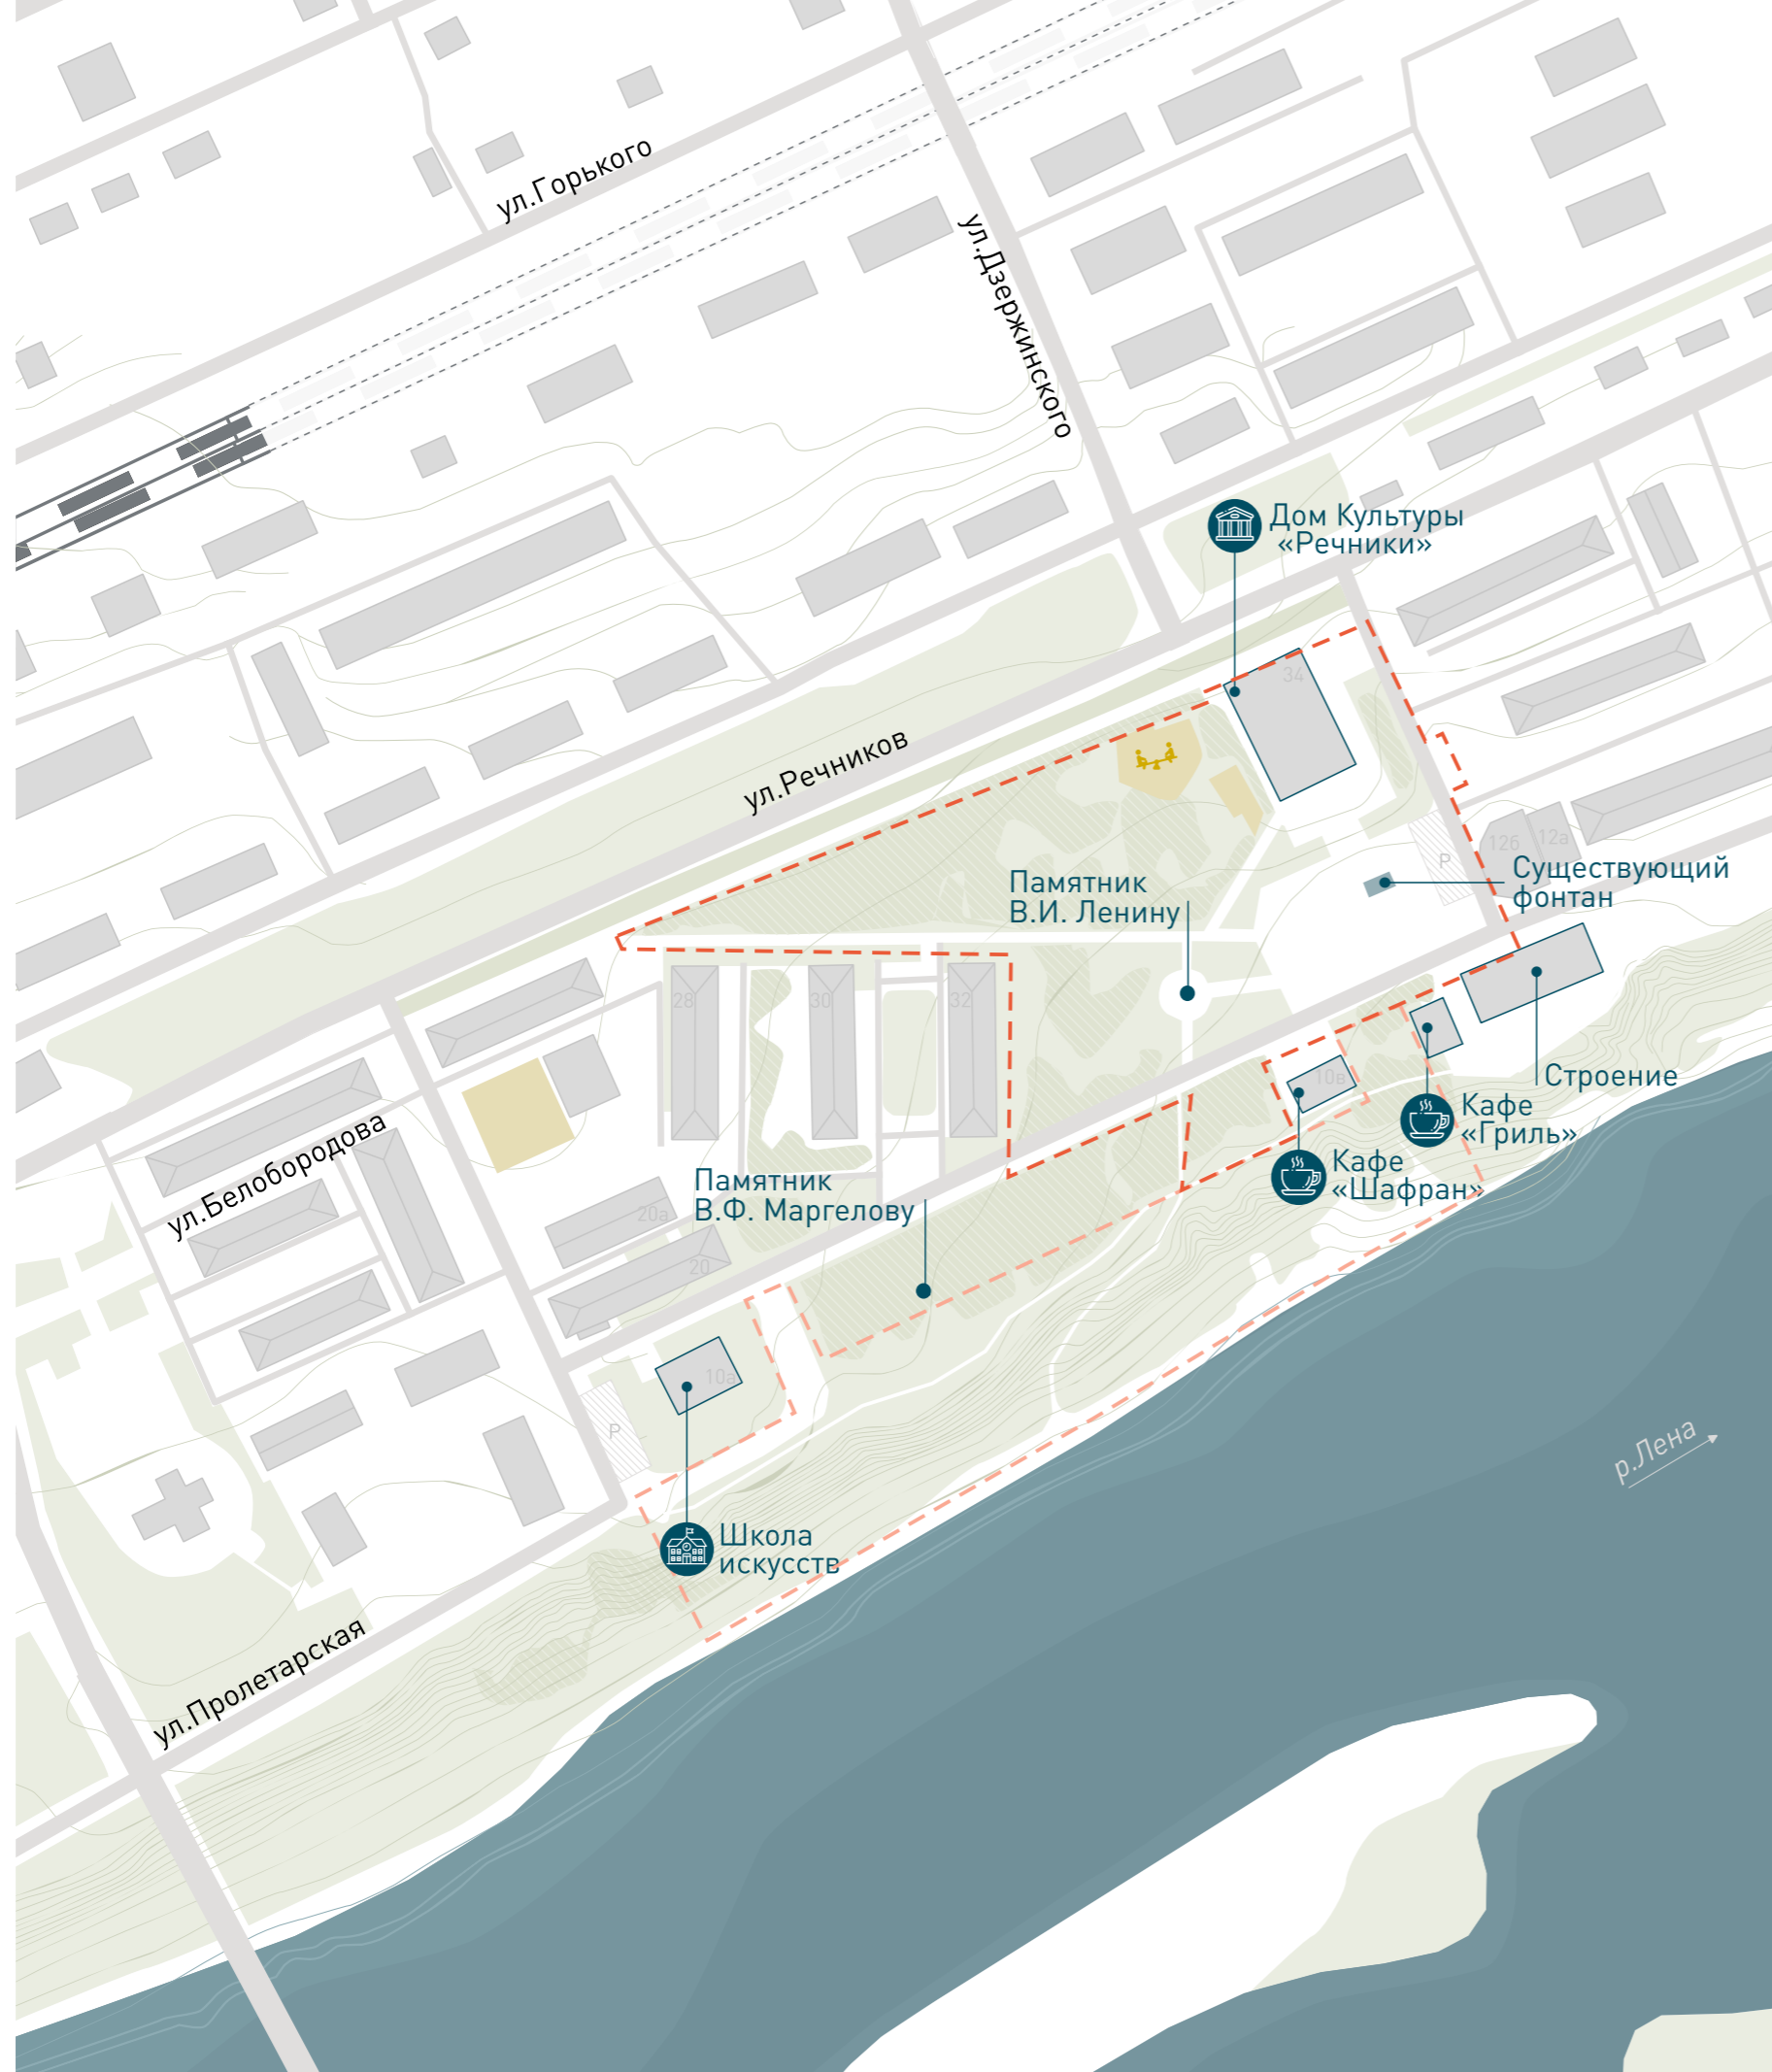 ул.Горького
ул.Дзержинского
Дом Культуры
«Речники»
34
ул.Речников
12б
12а
P
Существующий
фонтан
Памятник
В.И. Ленину
28
30
32
10в
Строение
Кафе
«Гриль»
Кафе
«Шафран»
ул.Белобородова
Памятник
В.Ф. Маргелову
20а
20
10а
P
р.Лена
Школа
искусств
ул.Пролетарская